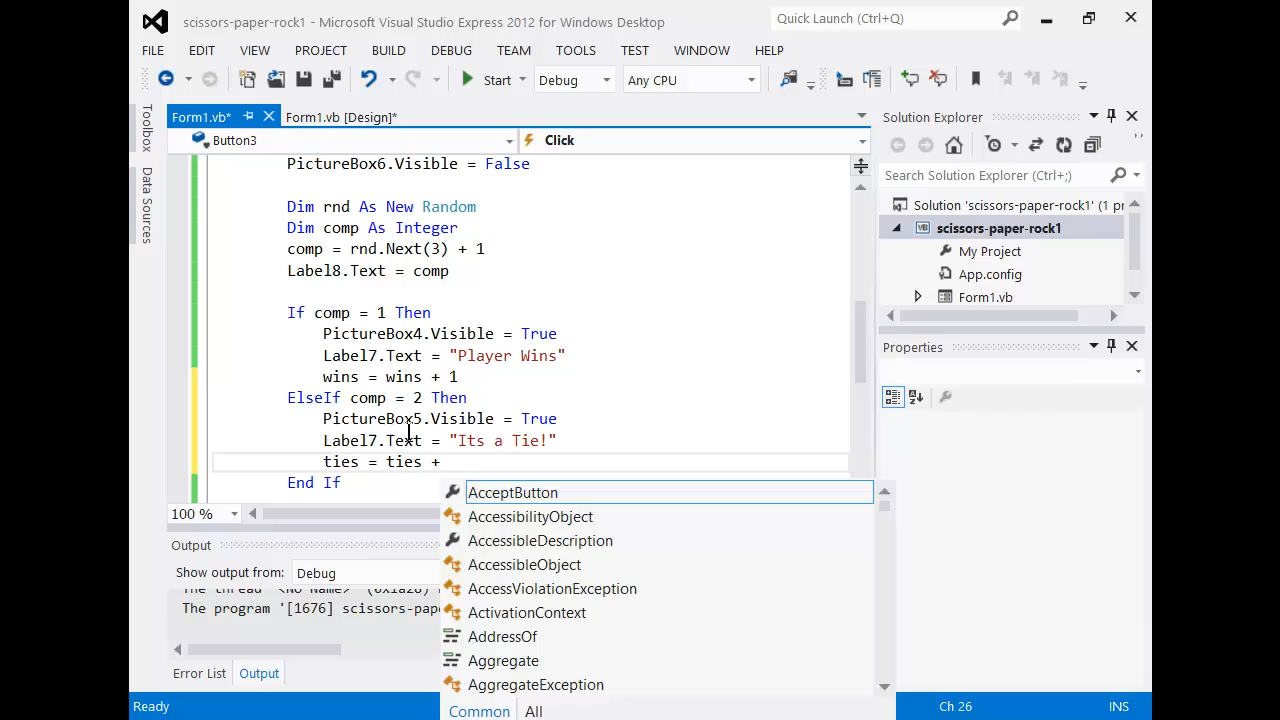 scissors-paper-rock1 - Microsoft Visual Studio Express 2012 for Windows Desktop
Quick Launch (Ctrl+Q)
FILE EDIT VIEW PROJECT BUILD DEBUG TEAM TOOLS TEST WINDOW HELP
Start Debug Any CPU
Toolbox
Data Sources
Form1.vb* Form1.vb [Design]*
Button3 Click
PictureBox6.Visible = False
Dim rnd As New Random
Dim comp As Integer
comp = rnd.Next(3) + 1
Label8.Text = comp
If comp = 1 Then
PictureBox4.Visible = True
Label7.Text = "Player Wins"
wins = wins + 1
ElseIf comp = 2 Then
PictureBox5.Visible = True
Label7.Text = "Its a Tie!"
ties = ties +
End If
AcceptButton
AccessibilityObject
AccessibleDescription
AccessibleObject
AccessViolationException
ActivationContext
AddressOf
Aggregate
AggregateException
Common All
100 %
Output
Show output from: Debug
The program '[1676] scissors-pap
Error List Output
Solution Explorer
Search Solution Explorer (Ctrl+;)
Solution 'scissors-paper-rock1' (1 pr
VB scissors-paper-rock1
My Project
App.config
VB Form1.vb
Properties
Ready Ch 26 INS